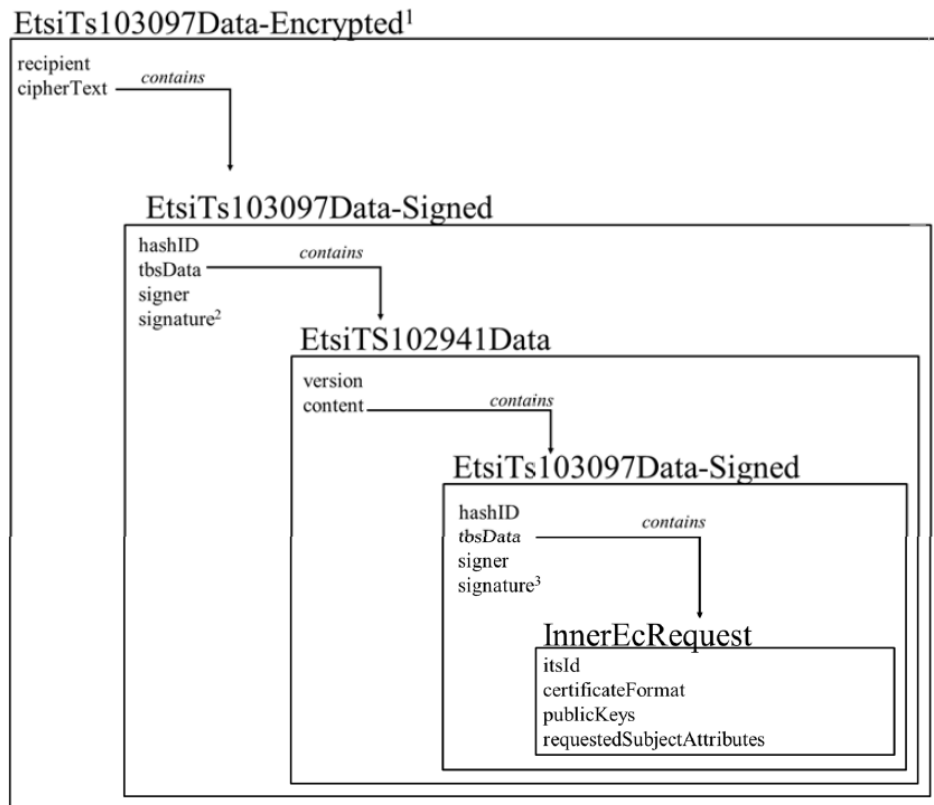 EtsiTs103097Data-Encrypted¹
recipient
cipherText contains
EtsiTs103097Data-Signed
hashID
tbsData contains
signer
signature²
EtsiTS102941Data
version
content contains
EtsiTs103097Data-Signed
hashID
tbsData contains
signer
signature³
InnerEcRequest
itsId
certificateFormat
publicKeys
requestedSubjectAttributes